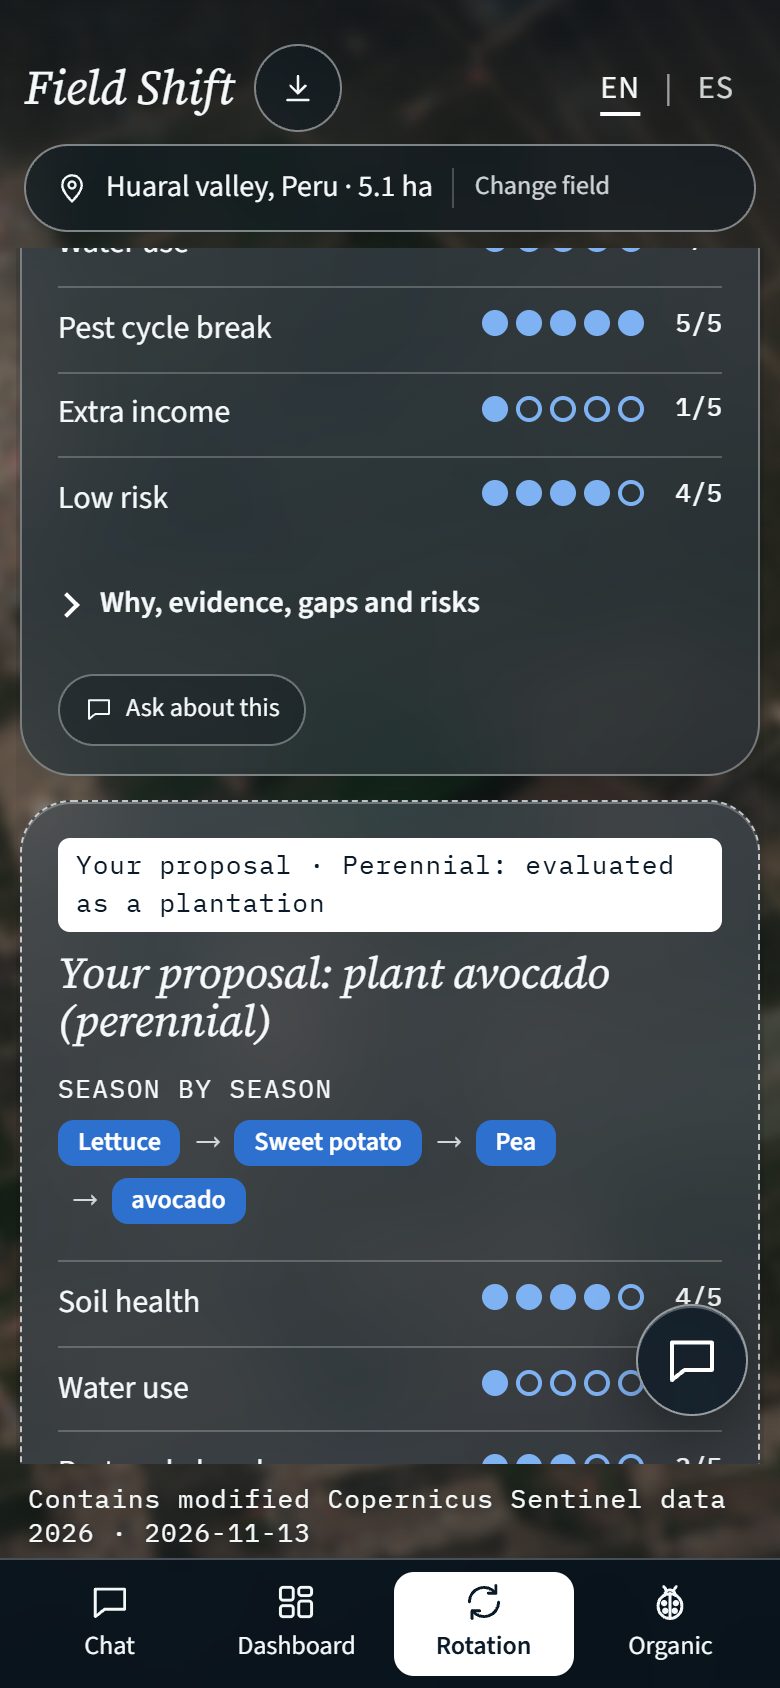 Field Shift
EN | ES
Huaral valley, Peru · 5.1 ha | Change field
Water use
Pest cycle break 5/5
Extra income 1/5
Low risk 4/5
Why, evidence, gaps and risks
Ask about this
Your proposal · Perennial: evaluated
as a plantation
Your proposal: plant avocado
(perennial)
SEASON BY SEASON
Lettuce → Sweet potato → Pea
→ avocado
Soil health 4/5
Water use
Contains modified Copernicus Sentinel data
2026 · 2026-11-13
Chat Dashboard Rotation Organic